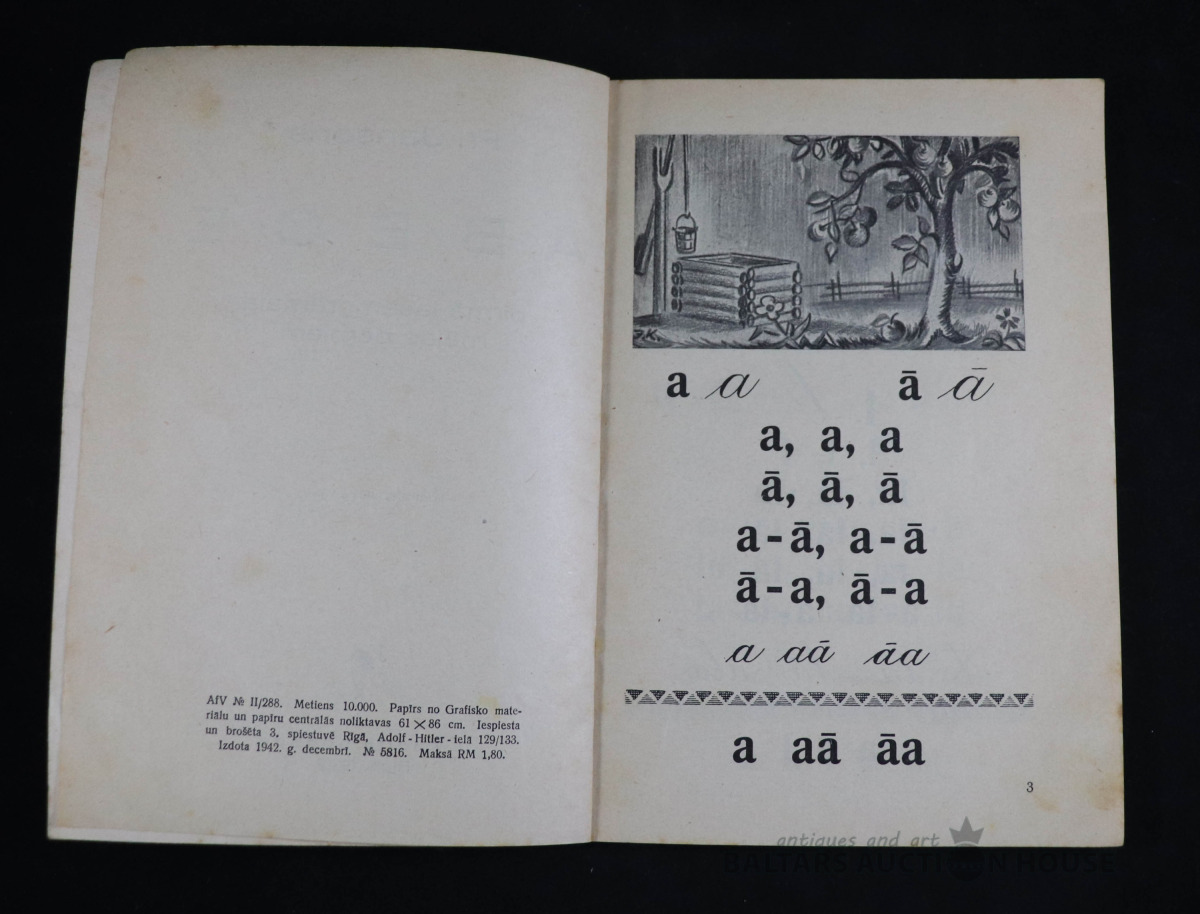 AfV № II/288. Metiens 10.000. Papīrs no Grafisko mate-
riālu un papīru centrālās noliktavas 61×86 cm. Iespiesta
un brošēta 3. spiestuvē Rīgā, Adolf-Hitler-ielā 129/133.
Izdota 1942. g. decembrī. № 5816. Maksā RM 1,80.
J.K.
a a ā ā
a, a, a
ā, ā, ā
a-ā, a-ā
ā-a, ā-a
a aā āa
a aā āa
3
antiques and art
BALTARS AUCTION HOUSE